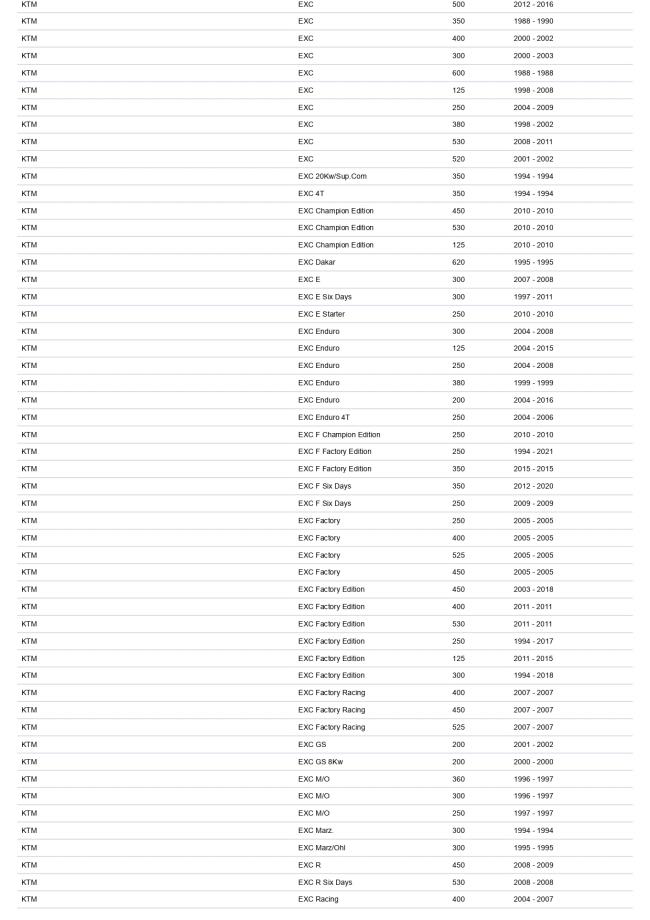 KTM EXC 500 2012 - 2016
KTM EXC 350 1988 - 1990
KTM EXC 400 2000 - 2002
KTM EXC 300 2000 - 2003
KTM EXC 600 1988 - 1988
KTM EXC 125 1998 - 2008
KTM EXC 250 2004 - 2009
KTM EXC 380 1998 - 2002
KTM EXC 530 2008 - 2011
KTM EXC 520 2001 - 2002
KTM EXC 20Kw/Sup.Com 350 1994 - 1994
KTM EXC 4T 350 1994 - 1994
KTM EXC Champion Edition 450 2010 - 2010
KTM EXC Champion Edition 530 2010 - 2010
KTM EXC Champion Edition 125 2010 - 2010
KTM EXC Dakar 620 1995 - 1995
KTM EXC E 300 2007 - 2008
KTM EXC E Six Days 300 1997 - 2011
KTM EXC E Starter 250 2010 - 2010
KTM EXC Enduro 300 2004 - 2008
KTM EXC Enduro 125 2004 - 2015
KTM EXC Enduro 250 2004 - 2008
KTM EXC Enduro 380 1999 - 1999
KTM EXC Enduro 200 2004 - 2016
KTM EXC Enduro 4T 250 2004 - 2006
KTM EXC F Champion Edition 250 2010 - 2010
KTM EXC F Factory Edition 250 1994 - 2021
KTM EXC F Factory Edition 350 2015 - 2015
KTM EXC F Six Days 350 2012 - 2020
KTM EXC F Six Days 250 2009 - 2009
KTM EXC Factory 250 2005 - 2005
KTM EXC Factory 400 2005 - 2005
KTM EXC Factory 525 2005 - 2005
KTM EXC Factory 450 2005 - 2005
KTM EXC Factory Edition 450 2003 - 2018
KTM EXC Factory Edition 400 2011 - 2011
KTM EXC Factory Edition 530 2011 - 2011
KTM EXC Factory Edition 250 1994 - 2017
KTM EXC Factory Edition 125 2011 - 2015
KTM EXC Factory Edition 300 1994 - 2018
KTM EXC Factory Racing 400 2007 - 2007
KTM EXC Factory Racing 450 2007 - 2007
KTM EXC Factory Racing 525 2007 - 2007
KTM EXC GS 200 2001 - 2002
KTM EXC GS 8Kw 200 2000 - 2000
KTM EXC M/O 360 1996 - 1997
KTM EXC M/O 300 1996 - 1997
KTM EXC M/O 250 1997 - 1997
KTM EXC Marz. 300 1994 - 1994
KTM EXC Marz/Ohl 300 1995 - 1995
KTM EXC R 450 2008 - 2009
KTM EXC R Six Days 530 2008 - 2008
KTM EXC Racing 400 2004 - 2007